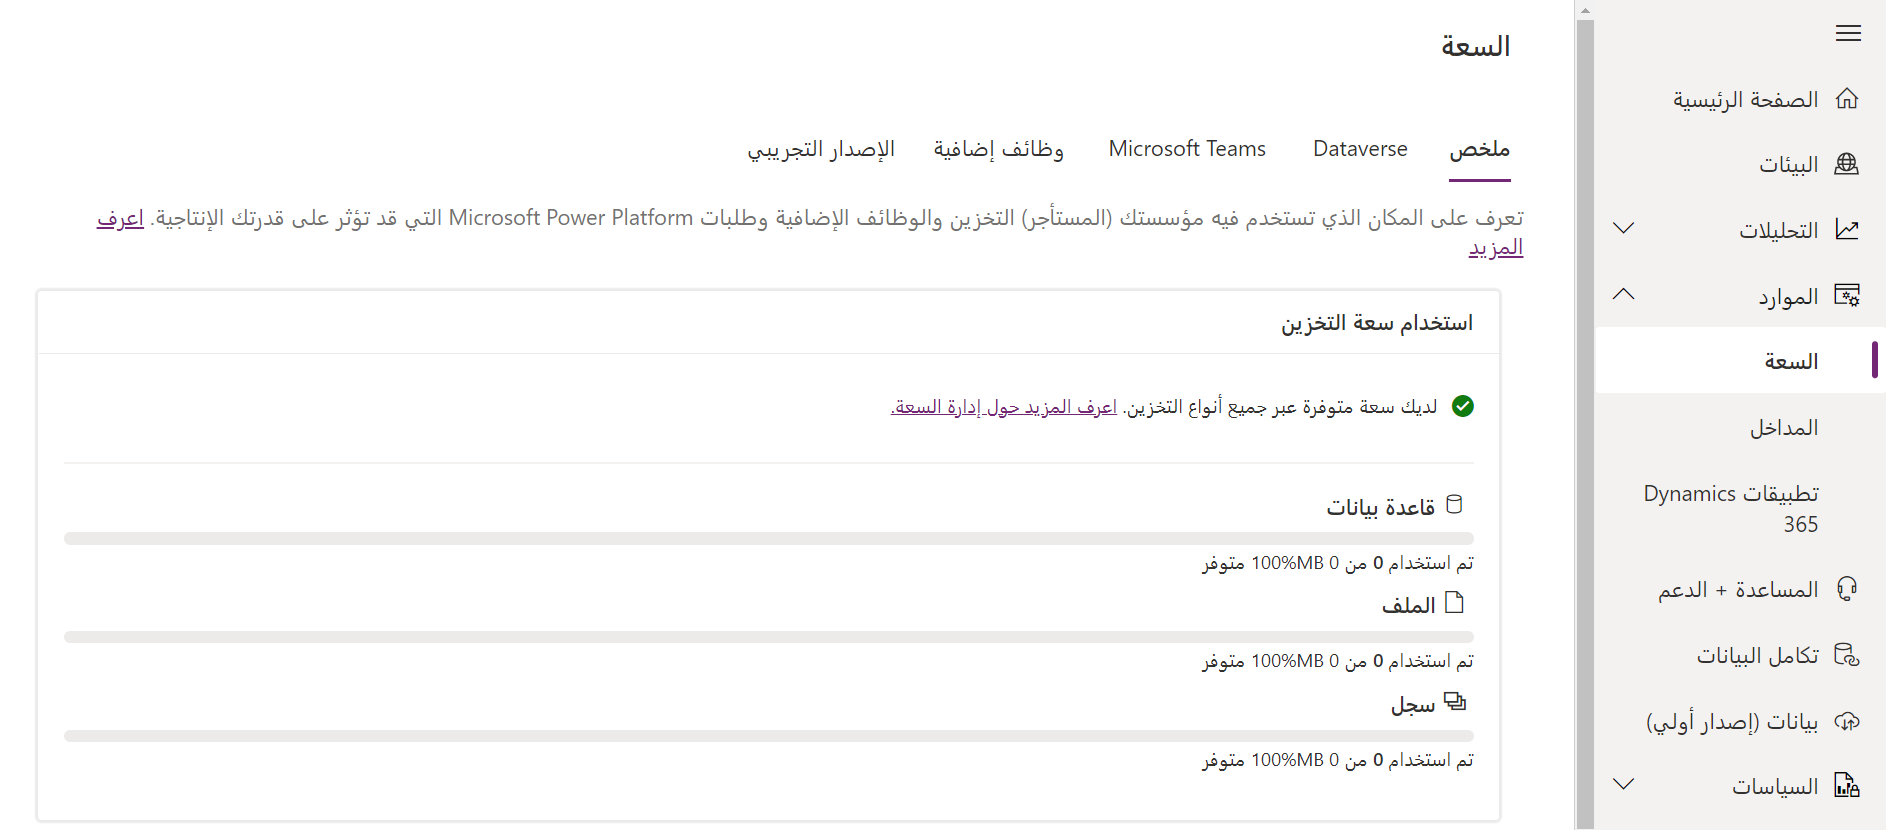 السعة
ملخص
Dataverse
Microsoft Teams
وظائف إضافية
الإصدار التجريبي
تعرف على المكان الذي تستخدم فيه مؤسستك (المستأجر) التخزين والوظائف الإضافية وطلبات Microsoft Power Platform التي قد تؤثر على قدرتك الإنتاجية. اعرف
المزيد
استخدام سعة التخزين
لديك سعة متوفرة عبر جميع أنواع التخزين. اعرف المزيد حول إدارة السعة.
قاعدة بيانات
تم استخدام 0 من 0 MB‏%100 متوفر
الملف
تم استخدام 0 من 0 MB‏%100 متوفر
سجل
تم استخدام 0 من 0 MB‏%100 متوفر
الصفحة الرئيسية
البيئات
التحليلات
الموارد
السعة
المداخل
تطبيقات Dynamics
365
المساعدة + الدعم
تكامل البيانات
بيانات (إصدار أولي)
السياسات